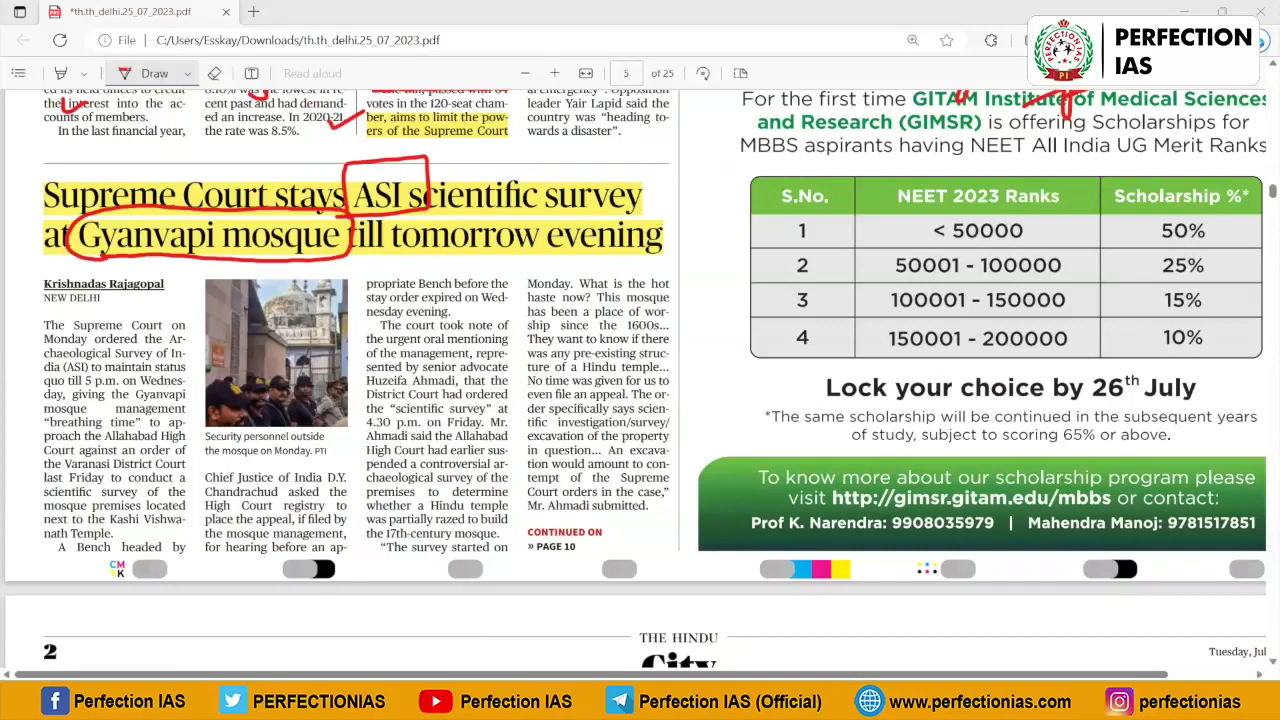 *th.th_delhi.25_07_2023.pdf
File
C:/Users/Esskay/Downloads/th.th_delhi.25_07_2023.pdf
PERFECTION
IAS
PERFECTION IAS
PI
Draw
Read aloud
5
of 25
ed its field offices to credit
the interest into the ac-
counts of members.
In the last financial year,
8.10% was the lowest in re-
cent past and had demand-
ed an increase. In 2020-21,
the rate was 8.5%.
votes in the 120-seat cham-
ber, aims to limit the pow-
ers of the Supreme Court
leader Yair Lapid said the
country was "heading to-
wards a disaster".
Supreme Court stays ASI scientific survey
at Gyanvapi mosque till tomorrow evening
Krishnadas Rajagopal
NEW DELHI
The Supreme Court on
Monday ordered the Ar-
chaeological Survey of In-
dia (ASI) to maintain status
quo till 5 p.m. on Wednes-
day, giving the Gyanvapi
mosque management
"breathing time" to ap-
proach the Allahabad High
Court against an order of
the Varanasi District Court
last Friday to conduct a
scientific survey of the
mosque premises located
next to the Kashi Vishwa-
nath Temple.
A Bench headed by
Security personnel outside
the mosque on Monday. PTI
Chief Justice of India D.Y.
Chandrachud asked the
High Court registry to
place the appeal, if filed by
the mosque management,
for hearing before an ap-
propriate Bench before the
stay order expired on Wed-
nesday evening.
The court took note of
the urgent oral mentioning
of the management, repre-
sented by senior advocate
Huzeifa Ahmadi, that the
District Court had ordered
the "scientific survey" at
4.30 p.m. on Friday. Mr.
Ahmadi said the Allahabad
High Court had earlier sus-
pended a controversial ar-
chaeological survey of the
premises to determine
whether a Hindu temple
was partially razed to build
the 17th-century mosque.
"The survey started on
Monday. What is the hot
haste now? This mosque
has been a place of wor-
ship since the 1600s...
They want to know if there
was any pre-existing struc-
ture of a Hindu temple...
No time was given for us to
even file an appeal. The or-
der specifically says scien-
tific investigation/survey/
excavation of the property
in question... An excava-
tion would amount to con-
tempt of the Supreme
Court orders in the case,"
Mr. Ahmadi submitted.
CONTINUED ON
» PAGE 10
For the first time GITAM Institute of Medical Sciences
and Research (GIMSR) is offering Scholarships for
MBBS aspirants having NEET All India UG Merit Ranks
S.No. NEET 2023 Ranks Scholarship %*
1 < 50000 50%
2 50001 - 100000 25%
3 100001 - 150000 15%
4 150001 - 200000 10%
Lock your choice by 26th July
*The same scholarship will be continued in the subsequent years
of study, subject to scoring 65% or above.
To know more about our scholarship program please
visit http://gimsr.gitam.edu/mbbs or contact:
Prof K. Narendra: 9908035979 | Mahendra Manoj: 9781517851
CM
YK
2
THE HINDU
City
Tuesday, Jul
Perfection IAS
PERFECTIONIAS
Perfection IAS
Perfection IAS (Official)
www.perfectionias.com
perfectionias